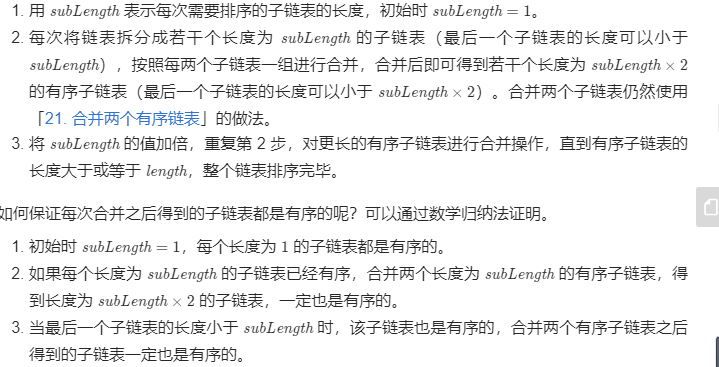 1. 用 subLength 表示每次需要排序的子链表的长度，初始时 subLength = 1。
2. 每次将链表拆分成若干个长度为 subLength 的子链表（最后一个子链表的长度可以小于
subLength），按照每两个子链表一组进行合并，合并后即可得到若干个长度为 subLength × 2
的有序子链表（最后一个子链表的长度可以小于 subLength × 2）。合并两个子链表仍然使用
「21. 合并两个有序链表」的做法。
3. 将 subLength 的值加倍，重复第 2 步，对更长的有序子链表进行合并操作，直到有序子链表的
长度大于或等于 length，整个链表排序完毕。
如何保证每次合并之后得到的子链表都是有序的呢？可以通过数学归纳法证明。
1. 初始时 subLength = 1，每个长度为 1 的子链表都是有序的。
2. 如果每个长度为 subLength 的子链表已经有序，合并两个长度为 subLength 的有序子链表，得
到长度为 subLength × 2 的子链表，一定也是有序的。
3. 当最后一个子链表的长度小于 subLength 时，该子链表也是有序的，合并两个有序子链表之后
得到的子链表一定也是有序的。